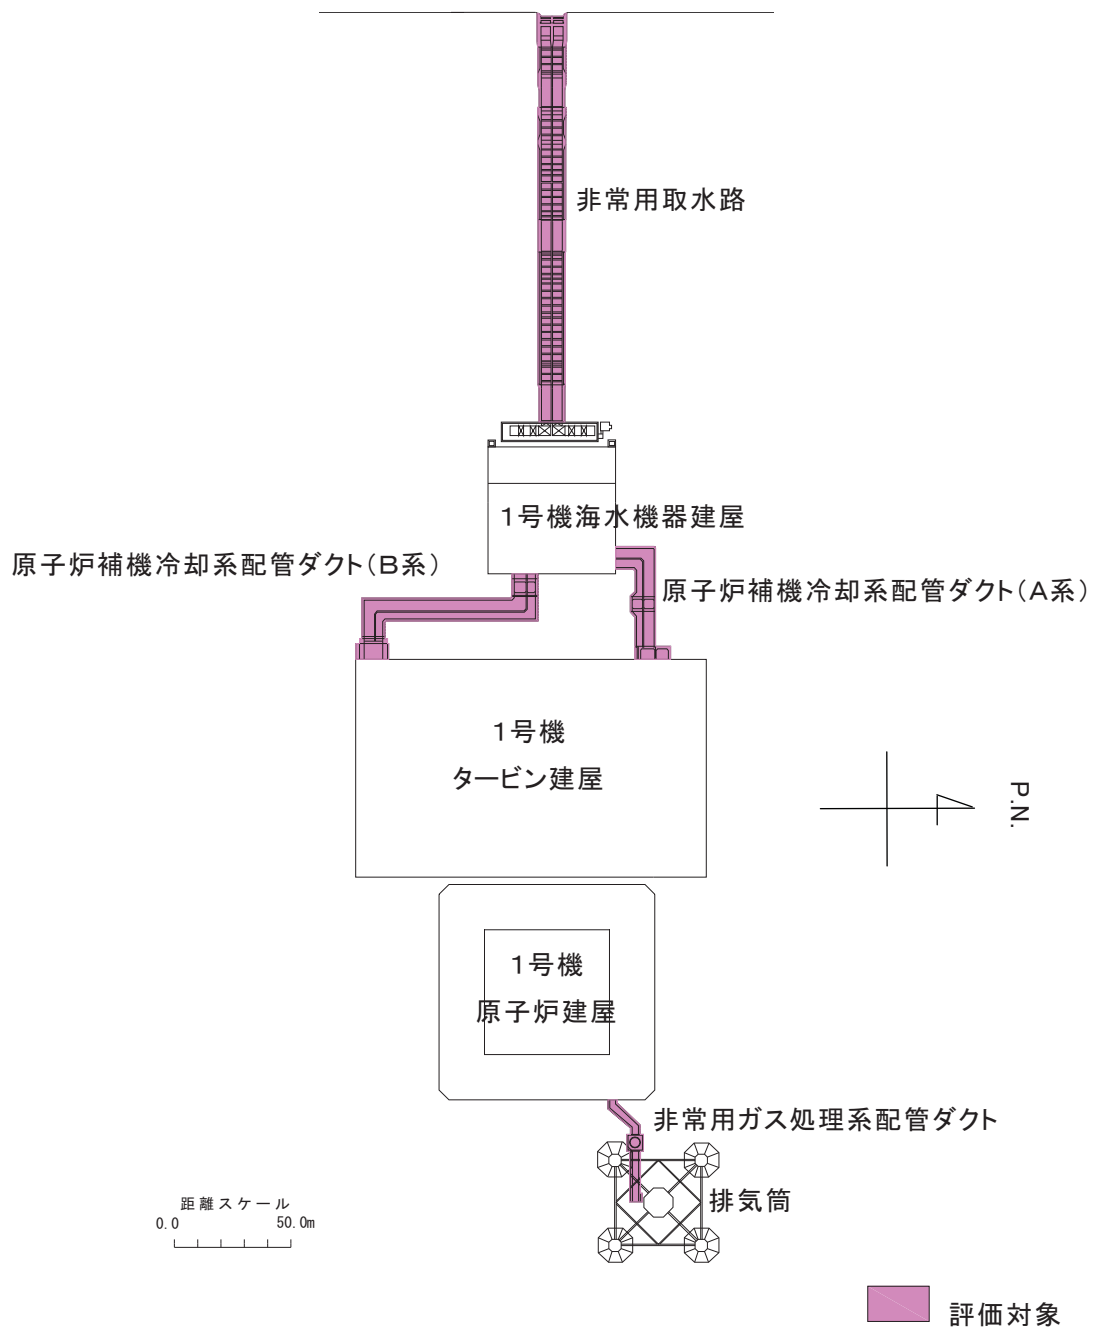 非常用取水路
1号機海水機器建屋
原子炉補機冷却系配管ダクト(B系)
原子炉補機冷却系配管ダクト(A系)
1号機
タービン建屋
P.N.
1号機
原子炉建屋
非常用ガス処理系配管ダクト
排気筒
距離スケール
0.0 50.0m
評価対象